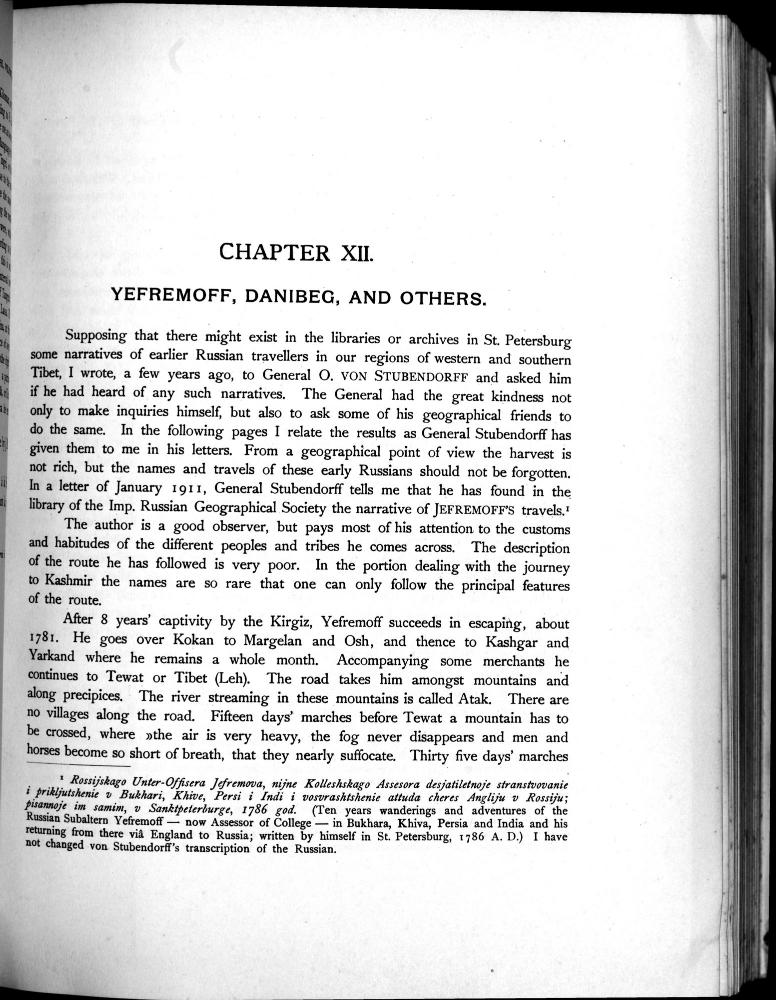 CHAPTER XII.
YEFREMOFF, DANIBEG, AND OTHERS.
Supposing that there might exist in the libraries or archives in St. Petersburg
some narratives of earlier Russian travellers in our regions of western and southern
Tibet, I wrote, a few years ago, to General O. VON STUBENDORFF and asked him
if he had heard of any such narratives. The General had the great kindness not
only to make inquiries himself, but also to ask some of his geographical friends to
do the same. In the following pages I relate the results as General Stubendorff has
given them to me in his letters. From a geographical point of view the harvest is
not rich, but the names and travels of these early Russians should not be forgotten.
In a letter of January 1911, General Stubendorff tells me that he has found in the
library of the Imp. Russian Geographical Society the narrative of JEFREMOFF'S travels.¹
The author is a good observer, but pays most of his attention to the customs
and habitudes of the different peoples and tribes he comes across. The description
of the route he has followed is very poor. In the portion dealing with the journey
to Kashmir the names are so rare that one can only follow the principal features
of the route.
After 8 years' captivity by the Kirgiz, Yefremoff succeeds in escaping, about
1781. He goes over Kokan to Margelan and Osh, and thence to Kashgar and
Yarkand where he remains a whole month. Accompanying some merchants he
continues to Tewat or Tibet (Leh). The road takes him amongst mountains and
along precipices. The river streaming in these mountains is called Atak. There are
no villages along the road. Fifteen days' marches before Tewat a mountain has to
be crossed, where »the air is very heavy, the fog never disappears and men and
horses become so short of breath, that they nearly suffocate. Thirty five days' marches
¹ Rossijskago Unter-Offisera Jefremova, nijne Kolleshskago Assesora desjatiletnoje stranstvovanie
i prikljutshenie v Bukhari, Khive, Persi i Indi i vosvrashtshenie attuda cheres Angliju v Rossiju;
pisannoje im samim, v Sanktpeterburge, 1786 god. (Ten years wanderings and adventures of the
Russian Subaltern Yefremoff — now Assessor of College — in Bukhara, Khiva, Persia and India and his
returning from there viâ England to Russia; written by himself in St. Petersburg, 1786 A. D.) I have
not changed von Stubendorff's transcription of the Russian.